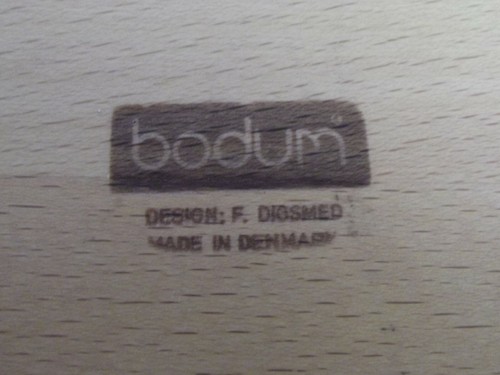 bodum
DESIGN: F. DIGSMED
MADE IN DENMARK